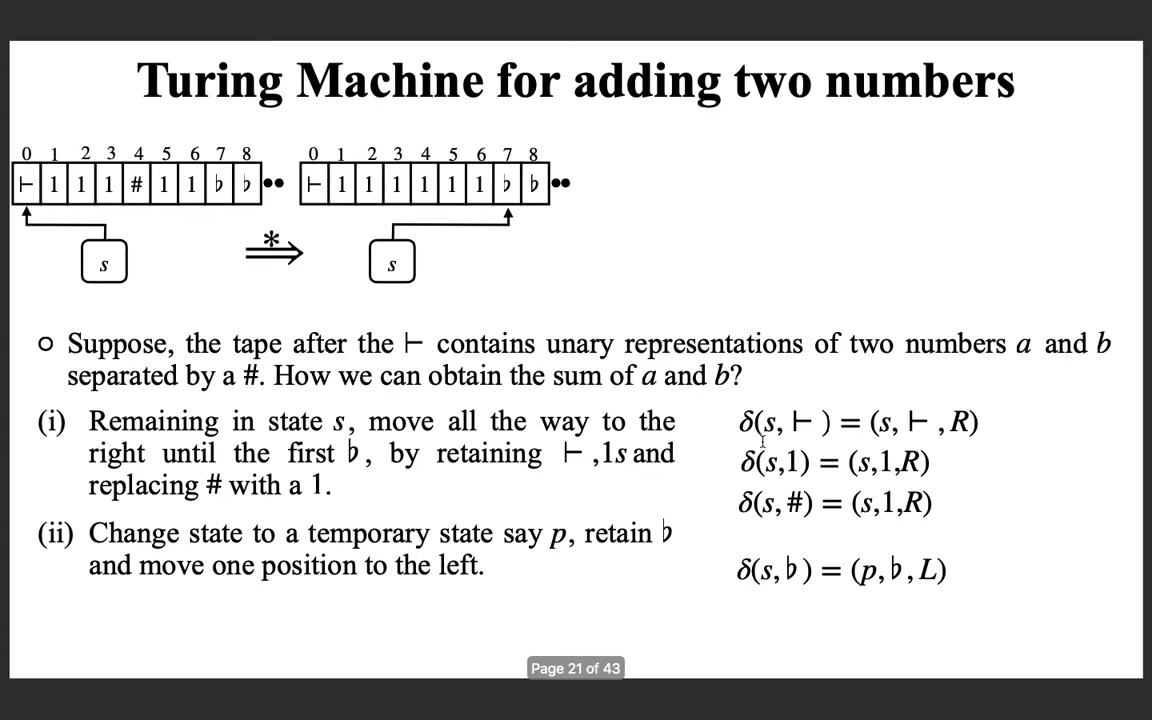 Turing Machine for adding two numbers
0 1 2 3 4 5 6 7 8
⊢ 1 1 1 # 1 1 ♭ ♭ ••
s
*
⟹
0 1 2 3 4 5 6 7 8
⊢ 1 1 1 1 1 1 ♭ ♭ ••
s
Suppose, the tape after the ⊢ contains unary representations of two numbers a and b
separated by a #. How we can obtain the sum of a and b?
(i) Remaining in state s, move all the way to the
right until the first ♭, by retaining ⊢,1s and
replacing # with a 1.
δ(s, ⊢ ) = (s, ⊢ , R)
δ(s,1) = (s,1,R)
δ(s, #) = (s,1,R)
(ii) Change state to a temporary state say p, retain ♭
and move one position to the left.
δ(s, ♭ ) = (p, ♭ , L)
Page 21 of 43